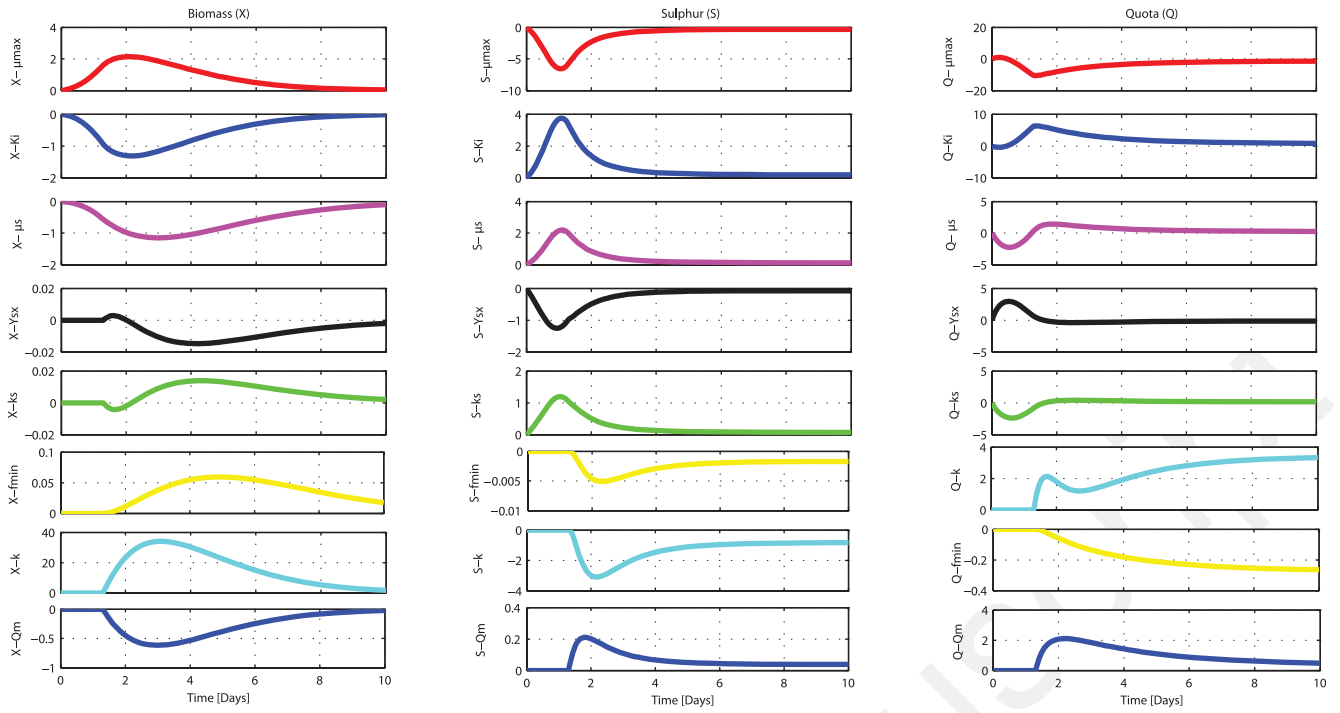 Biomass (X)
4
2
0
X− μmax
0
−1
−2
X−Ki
0
−1
−2
X− μs
0.02
0
−0.02
X−Ysx
0.02
0
−0.02
X−ks
0.1
0.05
0
X−fmin
40
20
0
X−k
0
−0.5
−1
X−Qm
0 2 4 6 8 10
Time [Days]
Sulphur (S)
0
−5
−10
S−μmax
4
2
0
S−Ki
4
2
0
S− μs
0
−1
−2
S−Ysx
2
1
0
S−ks
0
−0.005
−0.01
S−fmin
0
−2
−4
S−k
0.4
0.2
0
S−Qm
0 2 4 6 8 10
Time [Days]
Quota (Q)
20
0
−20
Q− μmax
10
0
−10
Q−Ki
5
0
−5
Q− μs
5
0
−5
Q−Ysx
5
0
−5
Q−ks
4
2
0
Q−k
0
−0.2
−0.4
Q−fmin
4
2
0
Q−Qm
0 2 4 6 8 10
Time [Days]